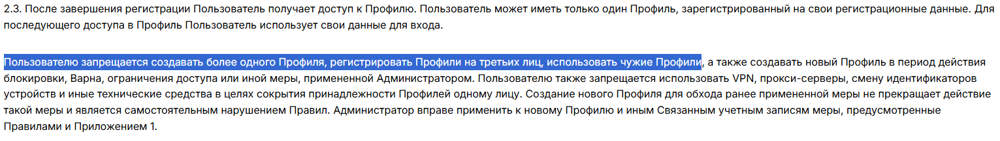 2.3. После завершения регистрации Пользователь получает доступ к Профилю. Пользователь может иметь только один Профиль, зарегистрированный на свои регистрационные данные. Для
последующего доступа в Профиль Пользователь использует свои данные для входа.
Пользователю запрещается создавать более одного Профиля, регистрировать Профили на третьих лиц, использовать чужие Профили, а также создавать новый Профиль в период действия
блокировки, Варна, ограничения доступа или иной меры, примененной Администратором. Пользователю также запрещается использовать VPN, прокси-серверы, смену идентификаторов
устройств и иные технические средства в целях сокрытия принадлежности Профилей одному лицу. Создание нового Профиля для обхода ранее примененной меры не прекращает действие
такой меры и является самостоятельным нарушением Правил. Администратор вправе применить к новому Профилю и иным Связанным учетным записям меры, предусмотренные
Правилами и Приложением 1.